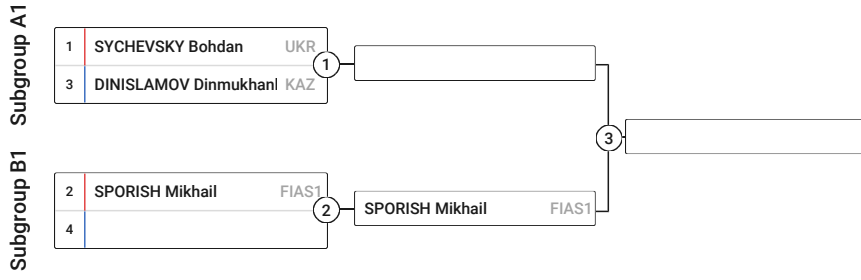 Subgroup A1
1 SYCHEVSKY Bohdan UKR
3 DINISLAMOV Dinmukhan KAZ
1
3
Subgroup B1
2 SPORISH Mikhail FIAS1
4
2
SPORISH Mikhail FIAS1